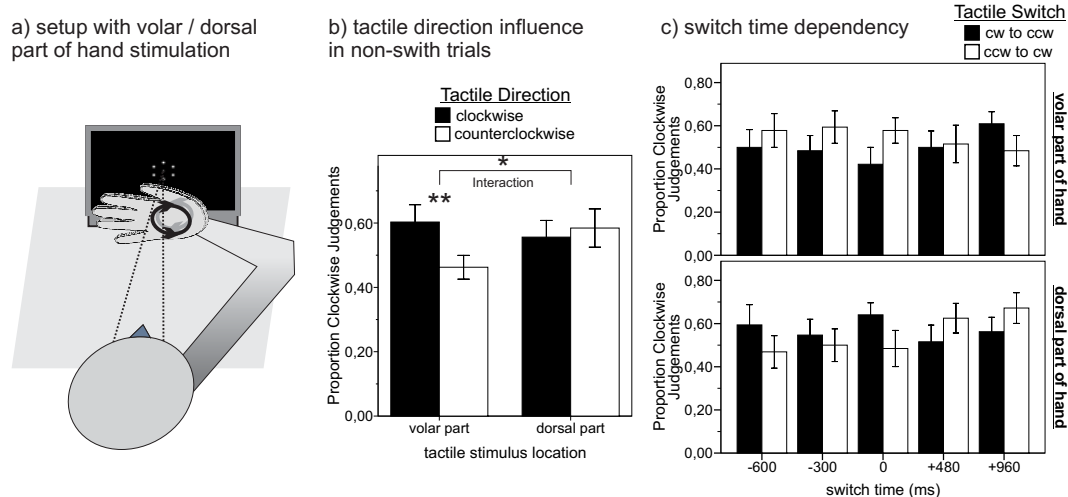 a) setup with volar / dorsal
part of hand stimulation
b) tactile direction influence
in non-swith trials
Tactile Direction
clockwise
counterclockwise
*
Interaction
**
Proportion Clockwise Judgements
0,60
0,40
0,20
0,00
volar part
dorsal part
tactile stimulus location
c) switch time dependency
Tactile Switch
cw to ccw
ccw to cw
Proportion Clockwise
Judgements
0,80
0,60
0,40
0,20
0,00
volar part of hand
Proportion Clockwise
Judgements
0,80
0,60
0,40
0,20
0,00
dorsal part of hand
-600
-300
0
+480
+960
switch time (ms)